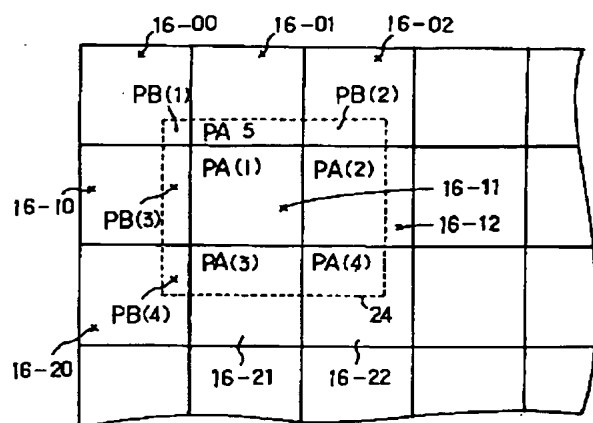 16-00 16-01 16-02
PB(1) PB(2)
PA 5
PA(1) PA(2)
16-11
16-10
PB(3) 16-12
PA(3) PA(4)
PB(4) 24
16-20 16-21 16-22